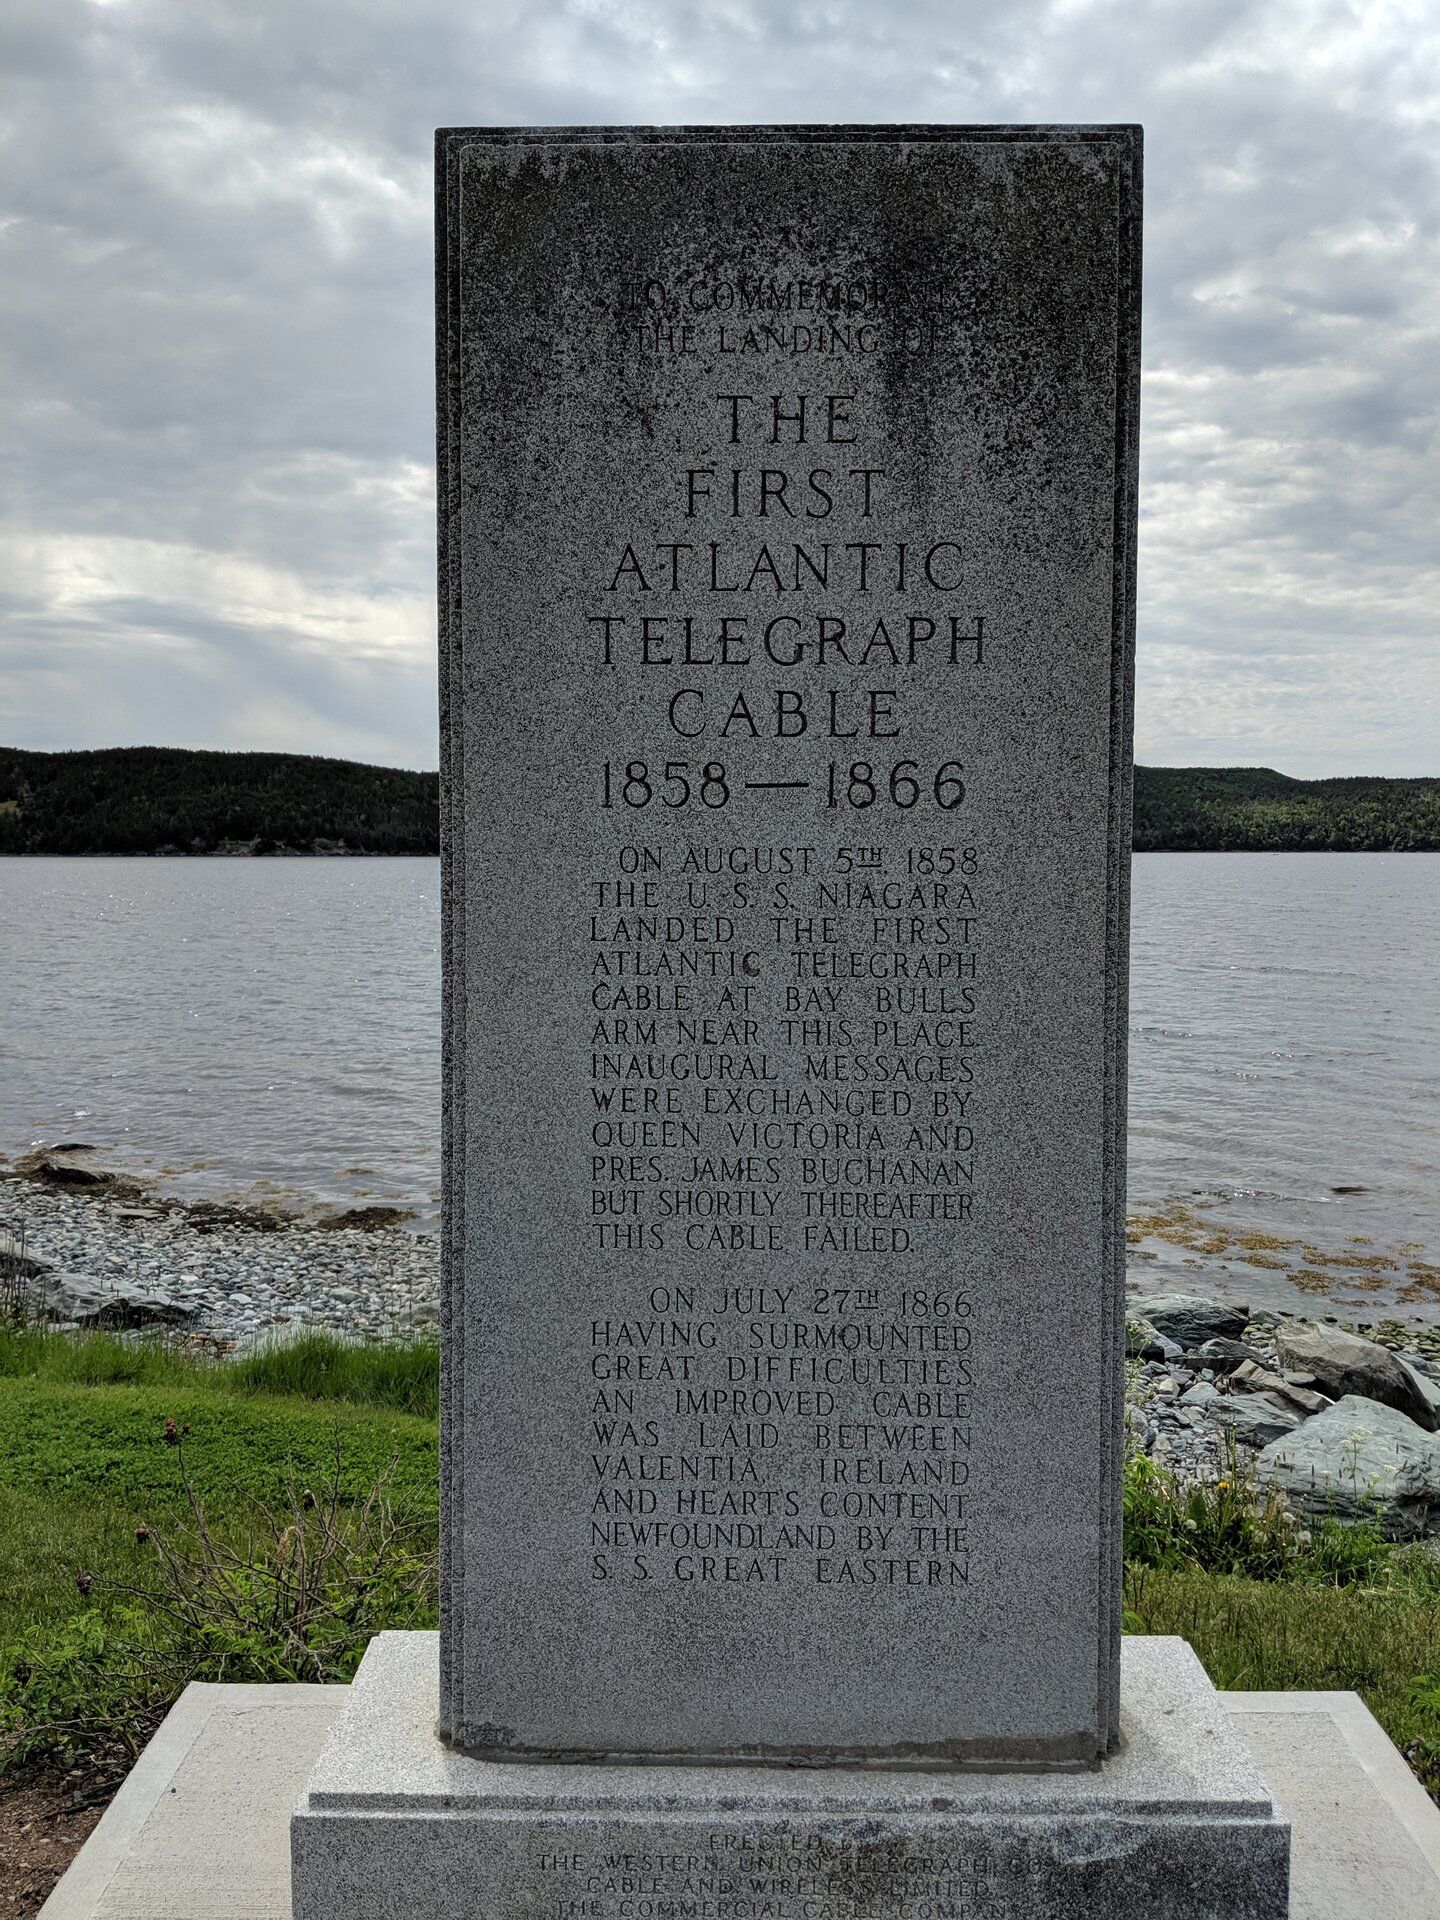 TO COMMEMORATE
THE LANDING OF
THE
FIRST
ATLANTIC
TELEGRAPH
CABLE
1858—1866
ON AUGUST 5TH 1858
THE U. S. S. NIAGARA
LANDED THE FIRST
ATLANTIC TELEGRAPH
CABLE AT BAY BULLS
ARM NEAR THIS PLACE.
INAUGURAL MESSAGES
WERE EXCHANGED BY
QUEEN VICTORIA AND
PRES. JAMES BUCHANAN
BUT SHORTLY THEREAFTER
THIS CABLE FAILED.
ON JULY 27TH 1866,
HAVING SURMOUNTED
GREAT DIFFICULTIES
AN IMPROVED CABLE
WAS LAID BETWEEN
VALENTIA, IRELAND
AND HEART'S CONTENT,
NEWFOUNDLAND BY THE
S. S. GREAT EASTERN
ERECTED
THE WESTERN UNION TELEGRAPH CO
CABLE AND WIRELESS LIMITED
THE COMMERCIAL CABLE COMPANY